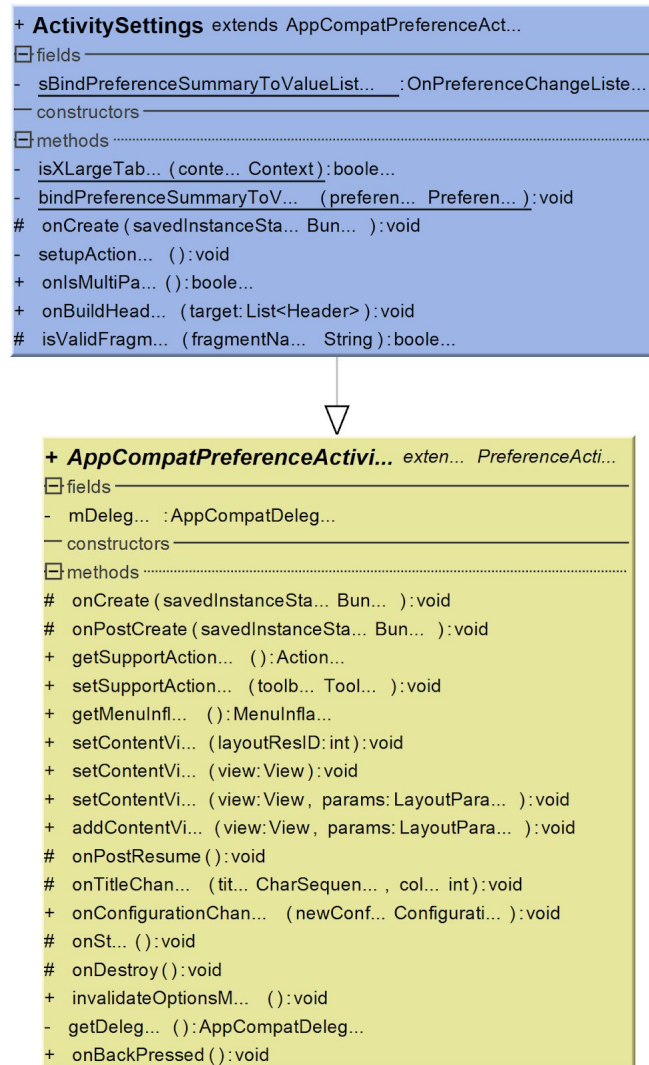 + ActivitySettings extends AppCompatPreferenceAct...
fields
- sBindPreferenceSummaryToValueList... :OnPreferenceChangeListe...
constructors
methods
- isXLargeTab... (conte... Context):boole...
- bindPreferenceSummaryToV... (preferen... Preferen... ):void
# onCreate(savedInstanceSta... Bun... ):void
- setupAction... ():void
+ onIsMultiPa... ():boole...
+ onBuildHead... (target:List<Header>):void
# isValidFragm... (fragmentNa... String):boole...
+ AppCompatPreferenceActivi... exten... PreferenceActi...
fields
- mDeleg... :AppCompatDeleg...
constructors
methods
# onCreate(savedInstanceSta... Bun... ):void
# onPostCreate(savedInstanceSta... Bun... ):void
+ getSupportAction... ():Action...
+ setSupportAction... (toolb... Tool... ):void
+ getMenuInfl... ():MenuInfla...
+ setContentVi... (layoutResID:int):void
+ setContentVi... (view:View):void
+ setContentVi... (view:View, params:LayoutPara... ):void
+ addContentVi... (view:View, params:LayoutPara... ):void
# onPostResume():void
# onTitleChan... (tit... CharSequen... , col... int):void
+ onConfigurationChan... (newConf... Configurati... ):void
# onSt... ():void
# onDestroy():void
+ invalidateOptionsM... ():void
- getDeleg... ():AppCompatDeleg...
+ onBackPressed():void